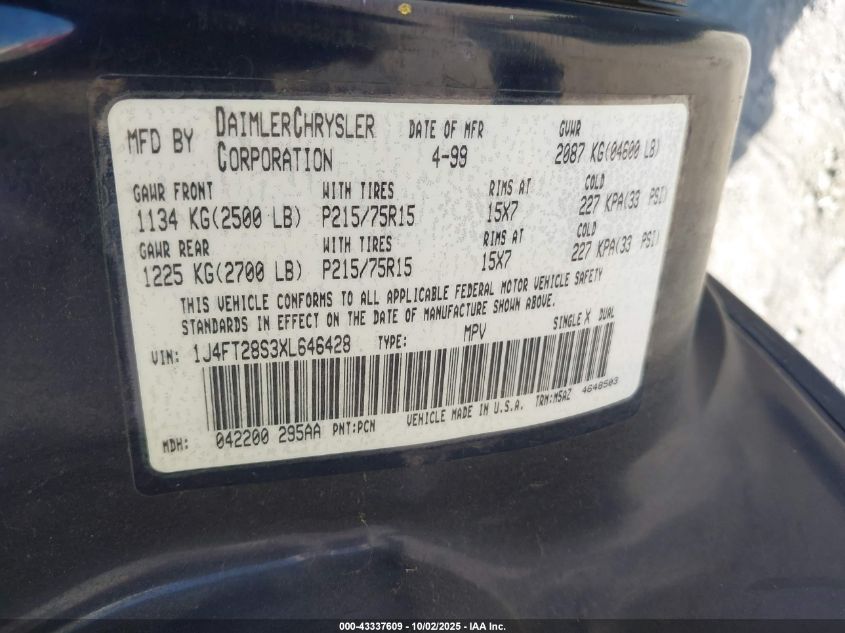 MFD BY DAIMLERCHRYSLER CORPORATION DATE OF MFR 4-99 GVWR 2087 KG(04600 LB)
GAWR FRONT WITH TIRES RIMS AT COLD
1134 KG(2500 LB) P215/75R15 15X7 227 KPA(33 PSI)
GAWR REAR WITH TIRES RIMS AT COLD
1225 KG(2700 LB) P215/75R15 15X7 227 KPA(33 PSI)
THIS VEHICLE CONFORMS TO ALL APPLICABLE FEDERAL MOTOR VEHICLE SAFETY
STANDARDS IN EFFECT ON THE DATE OF MANUFACTURE SHOWN ABOVE.
VIN: 1J4FT28S3XL646428 TYPE: MPV SINGLE X DUAL
MDH: 042200 295AA PNT:PCN VEHICLE MADE IN U.S.A. TRM:M5AZ 4648503
000-43337609 - 10/02/2025 - IAA Inc.